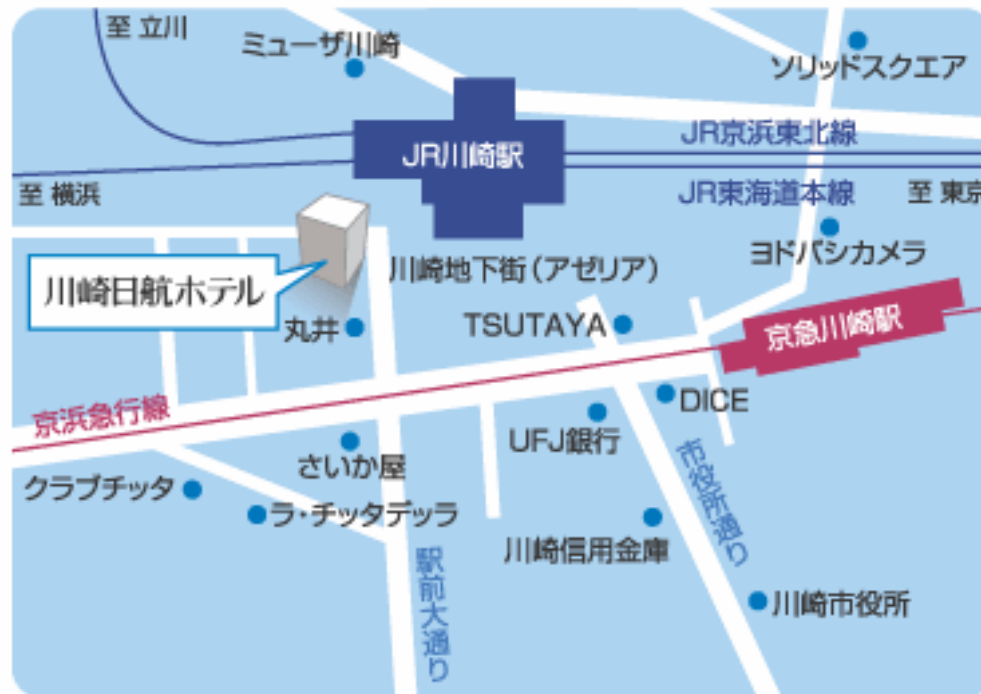 至 立川
ミューザ川崎
ソリッドスクエア
JR川崎駅
JR京浜東北線
至 横浜
JR東海道本線
至 東京
川崎日航ホテル
川崎地下街(アゼリア)
ヨドバシカメラ
丸井
TSUTAYA
京急川崎駅
京浜急行線
DICE
UFJ銀行
さいか屋
クラブチッタ
ラ・チッタデッラ
市役所通り
川崎信用金庫
駅前大通り
川崎市役所